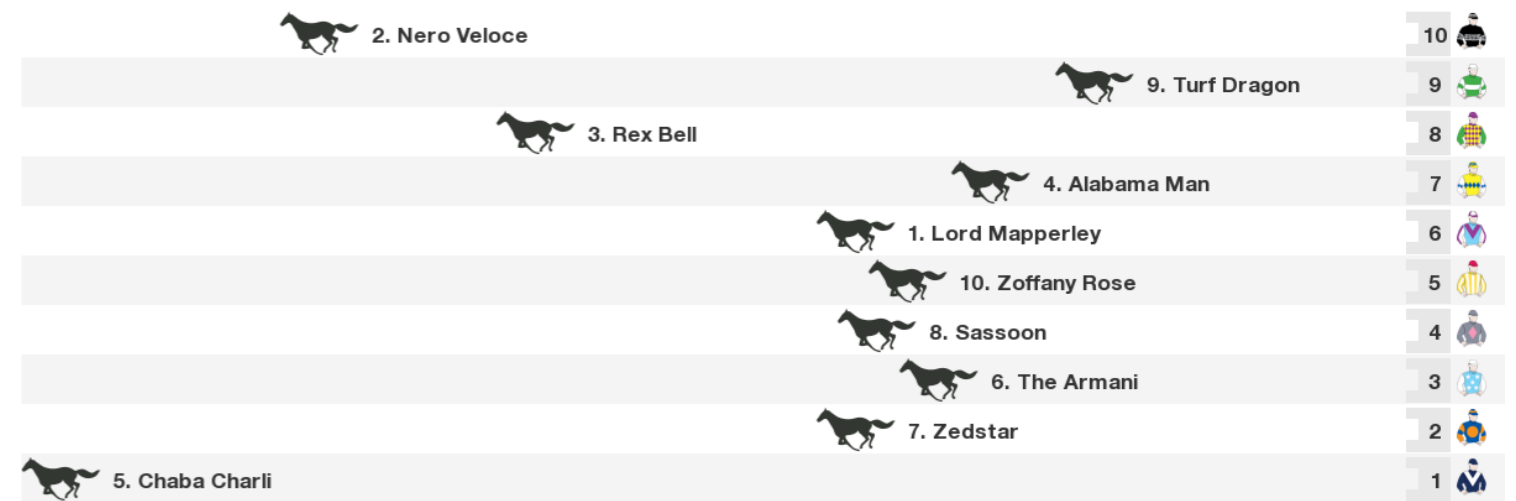 2. Nero Veloce 10
9. Turf Dragon 9
3. Rex Bell 8
4. Alabama Man 7
1. Lord Mapperley 6
10. Zoffany Rose 5
8. Sassoon 4
6. The Armani 3
7. Zedstar 2
5. Chaba Charli 1